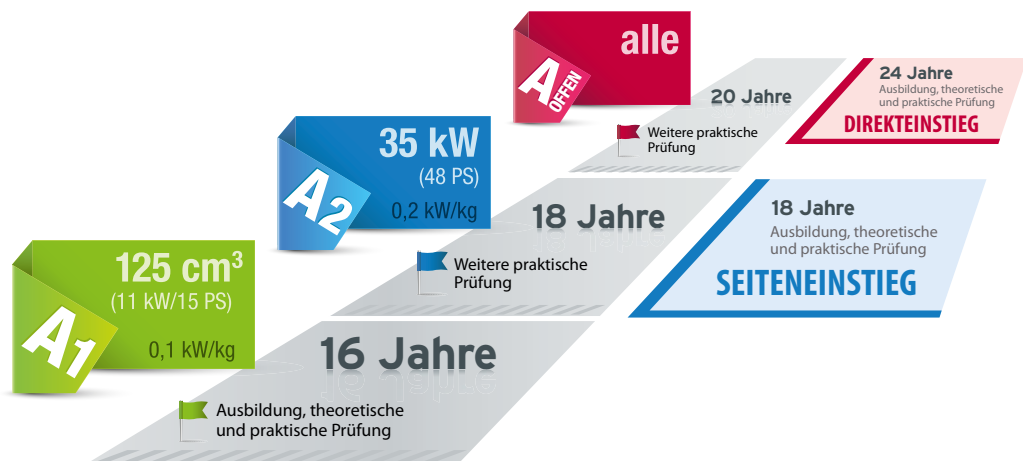 alle
A
OFFEN
20 Jahre
Weitere praktische
Prüfung
24 Jahre
Ausbildung, theoretische
und praktische Prüfung
DIREKTEINSTIEG
35 kW
(48 PS)
0,2 kW/kg
A2
18 Jahre
Weitere praktische
Prüfung
18 Jahre
Ausbildung, theoretische
und praktische Prüfung
SEITENEINSTIEG
125 cm³
(11 kW/15 PS)
0,1 kW/kg
A1
16 Jahre
Ausbildung, theoretische
und praktische Prüfung